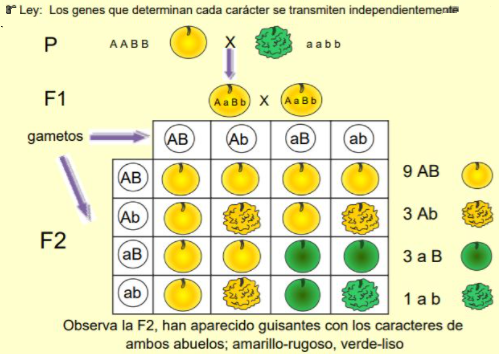 3ª Ley: Los genes que determinan cada carácter se transmiten independientemente
P A A B B X a a b b
F1 A a B b X A a B b
gametos AB Ab aB ab
AB 9 AB
Ab 3 Ab
F2
aB 3 a B
ab 1 a b
Observa la F2, han aparecido guisantes con los caracteres de
ambos abuelos; amarillo-rugoso, verde-liso